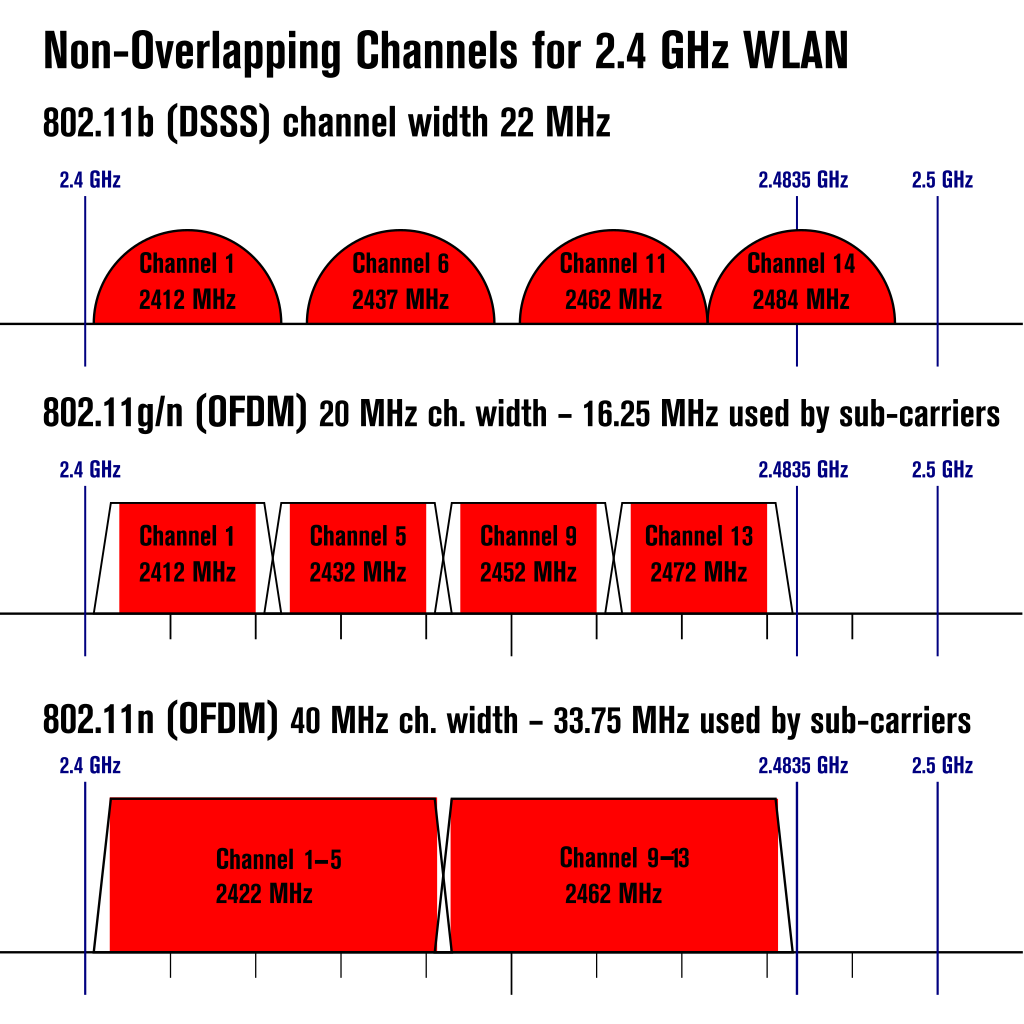 Non-Overlapping Channels for 2.4 GHz WLAN
802.11b (DSSS) channel width 22 MHz
2.4 GHz
2.4835 GHz
2.5 GHz
Channel 1
2412 MHz
Channel 6
2437 MHz
Channel 11
2462 MHz
Channel 14
2484 MHz
802.11g/n (OFDM) 20 MHz ch. width – 16.25 MHz used by sub-carriers
2.4 GHz
2.4835 GHz
2.5 GHz
Channel 1
2412 MHz
Channel 5
2432 MHz
Channel 9
2452 MHz
Channel 13
2472 MHz
802.11n (OFDM) 40 MHz ch. width – 33.75 MHz used by sub-carriers
2.4 GHz
2.4835 GHz
2.5 GHz
Channel 1–5
2422 MHz
Channel 9–13
2462 MHz